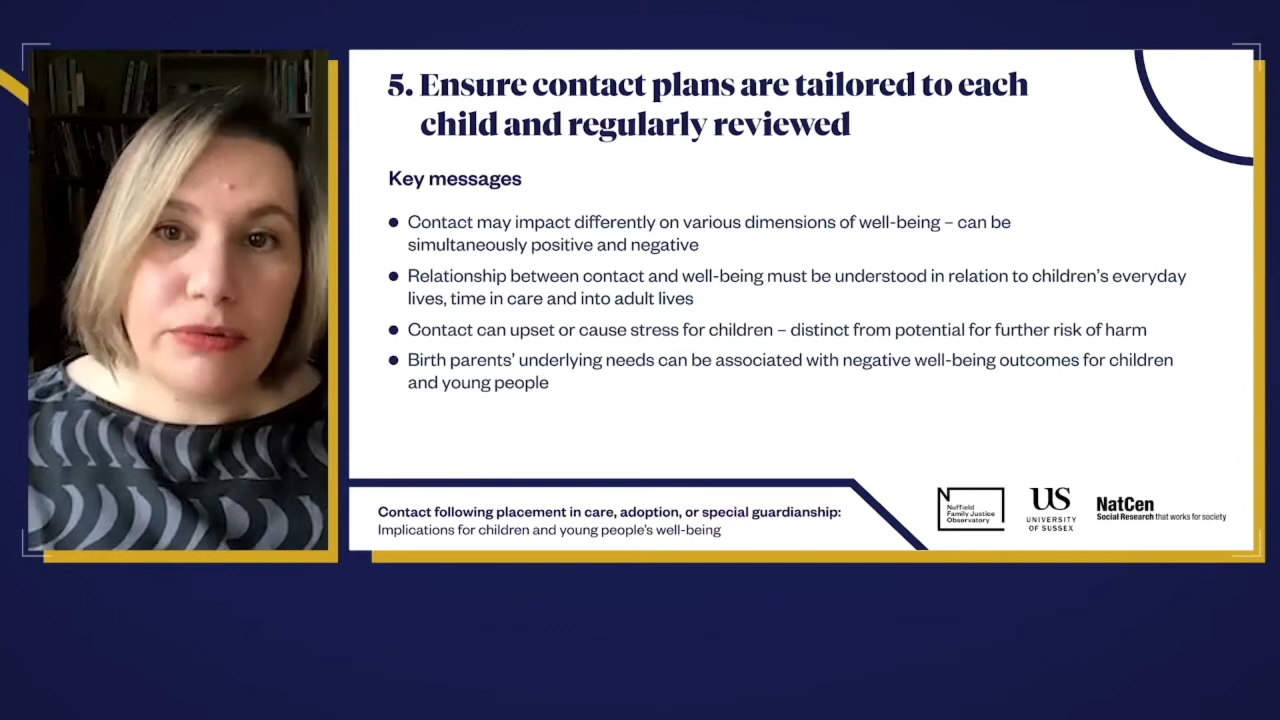 5. Ensure contact plans are tailored to each
child and regularly reviewed
Key messages
● Contact may impact differently on various dimensions of well-being – can be
simultaneously positive and negative
● Relationship between contact and well-being must be understood in relation to children's everyday
lives, time in care and into adult lives
● Contact can upset or cause stress for children – distinct from potential for further risk of harm
● Birth parents' underlying needs can be associated with negative well-being outcomes for children
and young people
Contact following placement in care, adoption, or special guardianship:
Implications for children and young people's well-being
N
Nuffield
Family Justice
Observatory
US
UNIVERSITY
OF SUSSEX
NatCen
Social Research that works for society